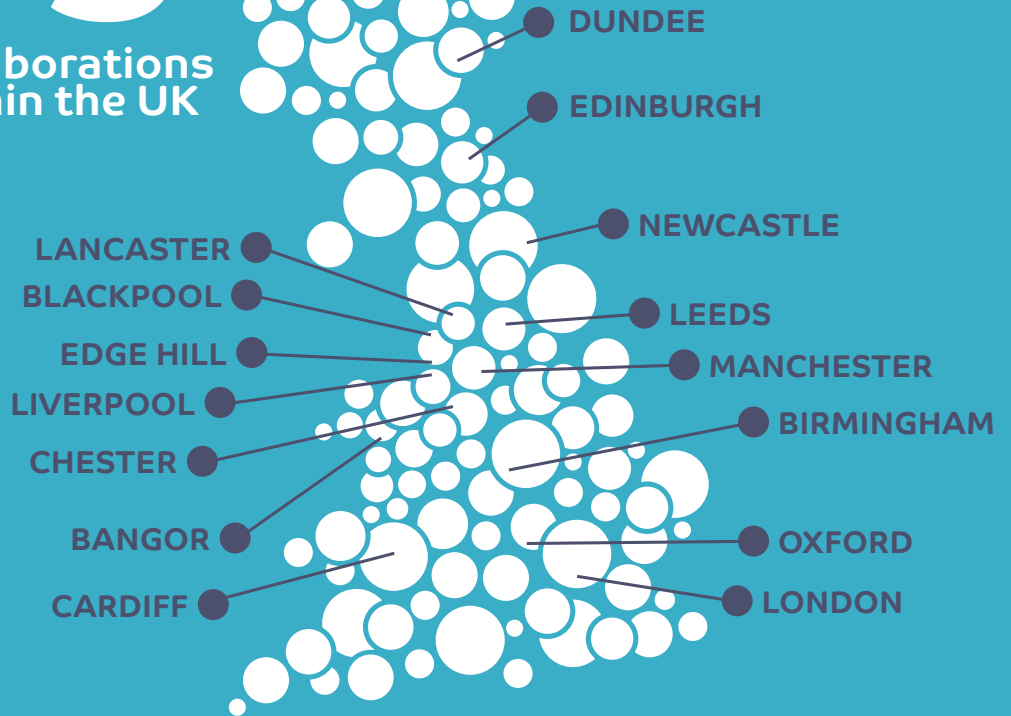 borations
in the UK
DUNDEE
EDINBURGH
NEWCASTLE
LANCASTER
BLACKPOOL
LEEDS
EDGE HILL
MANCHESTER
LIVERPOOL
BIRMINGHAM
CHESTER
BANGOR
OXFORD
CARDIFF
LONDON